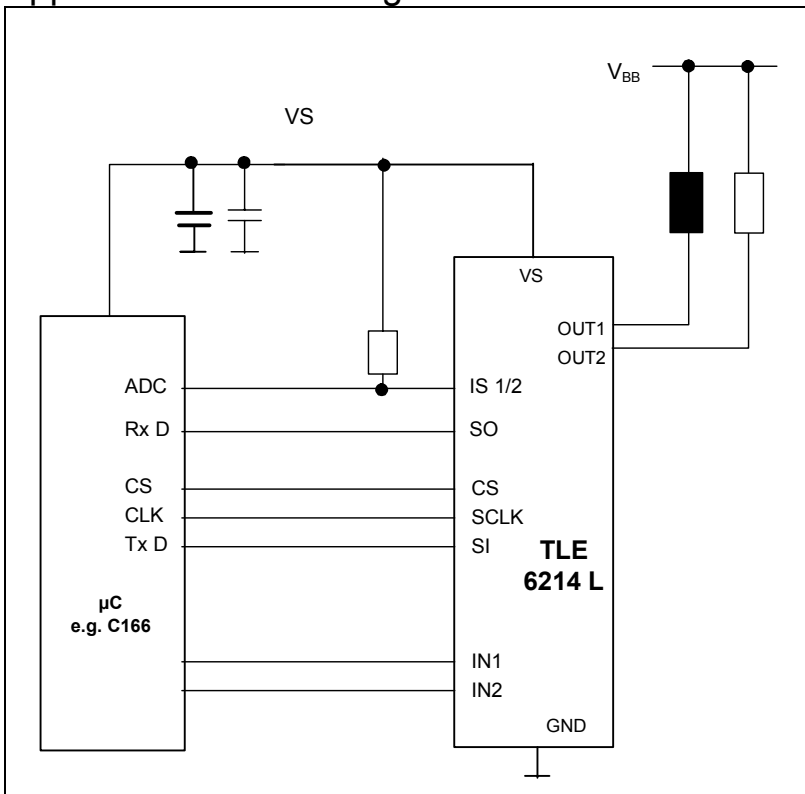 V_BB
VS
VS
OUT1
OUT2
ADC
IS 1/2
Rx D
SO
CS
CS
CLK
SCLK
Tx D
SI
TLE
6214 L
µC
e.g. C166
IN1
IN2
GND